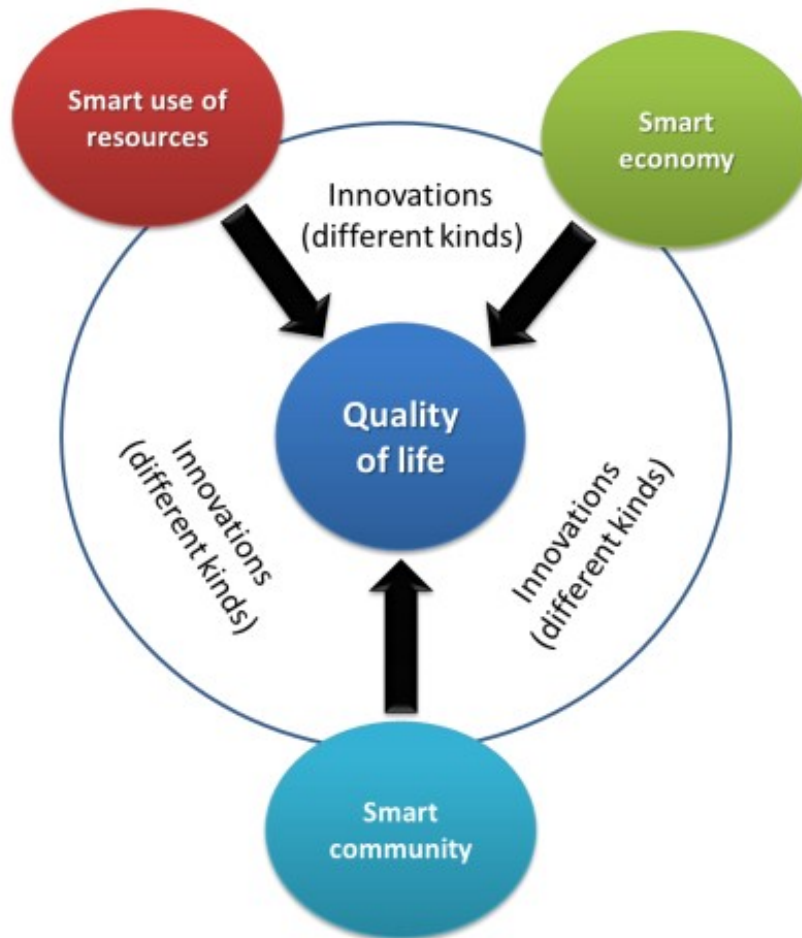 Smart use of
resources
Smart
economy
Innovations
(different kinds)
Quality
of life
Innovations
(different kinds)
Innovations
(different kinds)
Smart
community